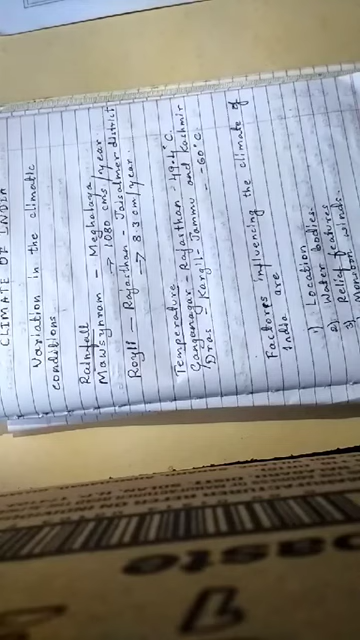 CLIMATE OF INDIA
Variation in the climatic
conditions
Rainfall
Mawsynrom - Meghalaya
→ 1080 cms/year
Royli - Rajasthan - Jaisalmer district
→ 8.3 cm/year.
Temperature
Ganganagar - Rajasthan - 49.4°C.
Dras, Kargil - Jammu and Kashmir
- -60°C
Factors influencing the climate of
India are
1) Location
2) Water bodies.
3) Relief features
winds.
paste